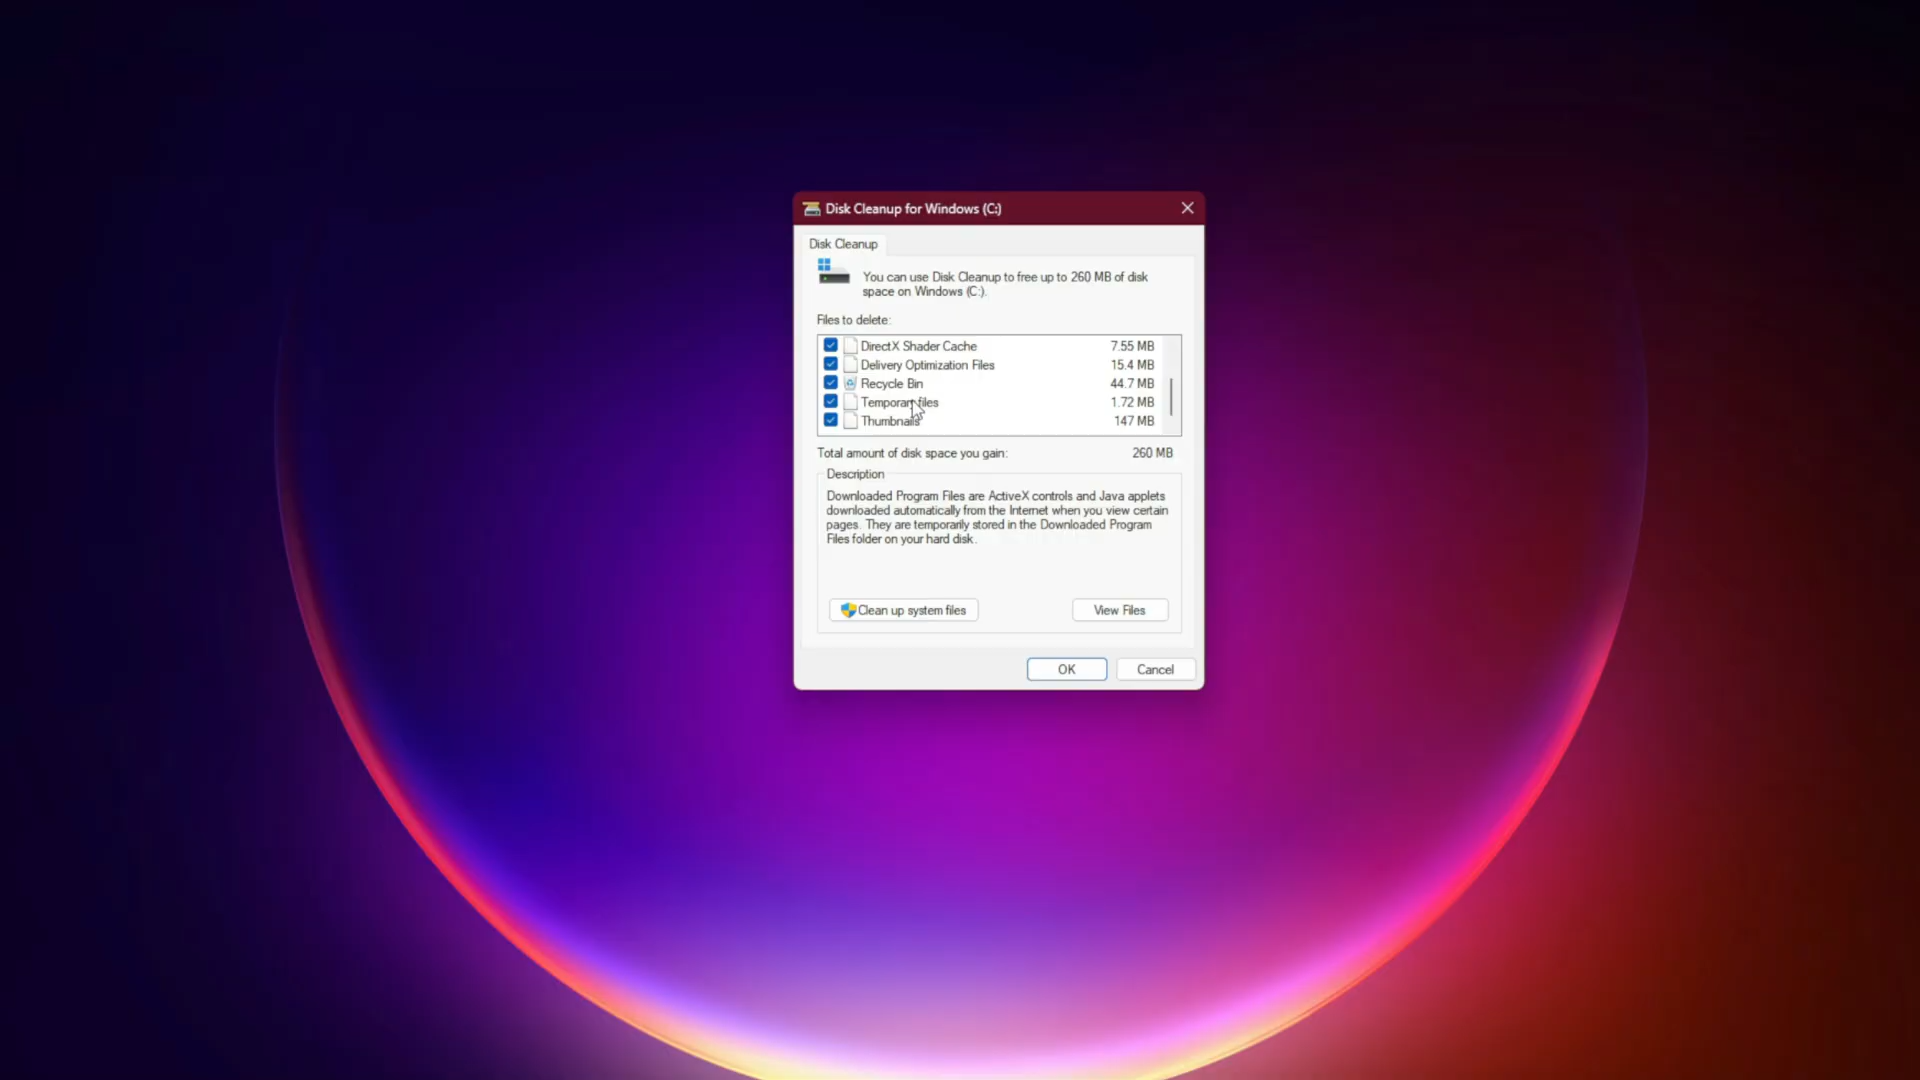 Disk Cleanup for Windows (C:)
Disk Cleanup
You can use Disk Cleanup to free up to 260 MB of disk
space on Windows (C:).
Files to delete:
DirectX Shader Cache 7.55 MB
Delivery Optimization Files 15.4 MB
Recycle Bin 44.7 MB
Temporary files 1.72 MB
Thumbnails 147 MB
Total amount of disk space you gain: 260 MB
Description
Downloaded Program Files are ActiveX controls and Java applets
downloaded automatically from the Internet when you view certain
pages. They are temporarily stored in the Downloaded Program
Files folder on your hard disk.
Clean up system files View Files
OK Cancel